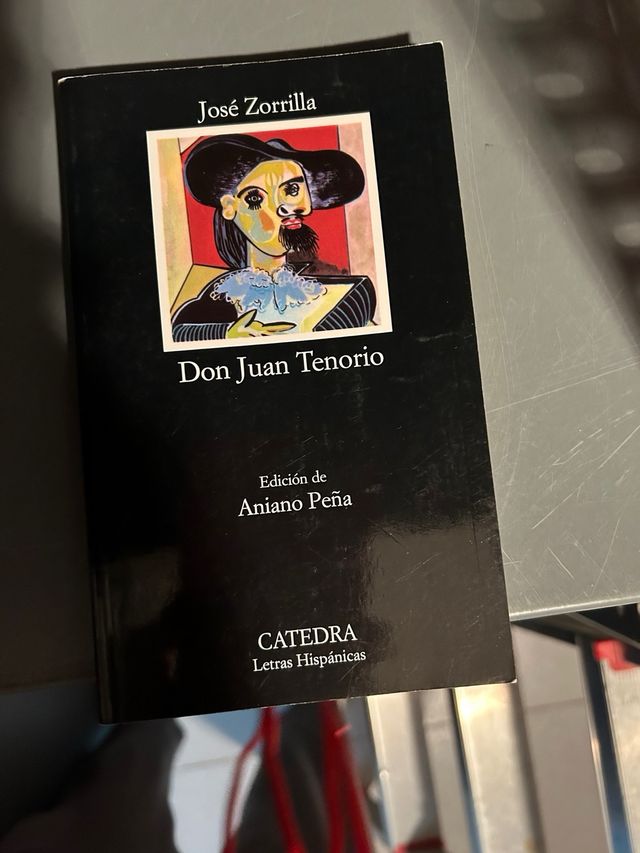 José Zorrilla
Don Juan Tenorio
Edición de
Aniano Peña
CATEDRA
Letras Hispánicas